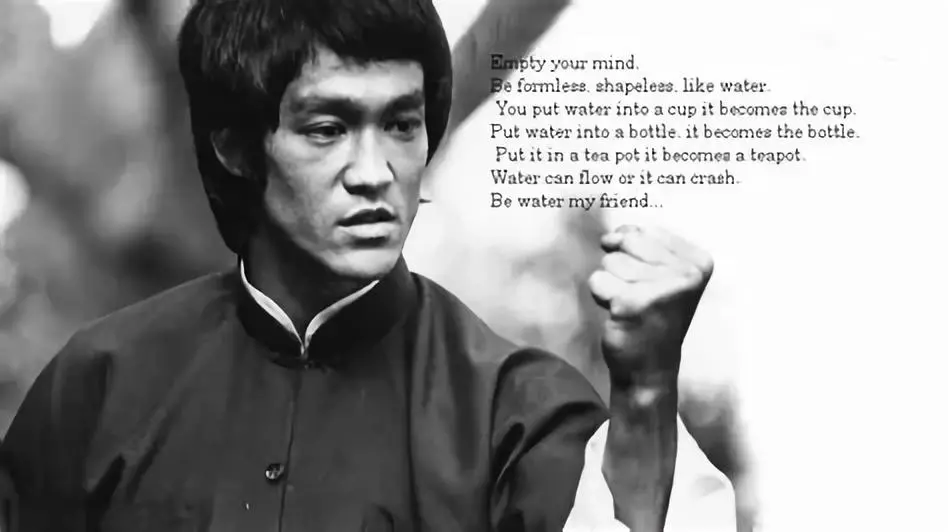 Empty your mind,
Be formless, shapeless, like water.
You put water into a cup it becomes the cup.
Put water into a bottle, it becomes the bottle.
Put it in a tea pot it becomes a teapot.
Water can flow or it can crash.
Be water my friend...